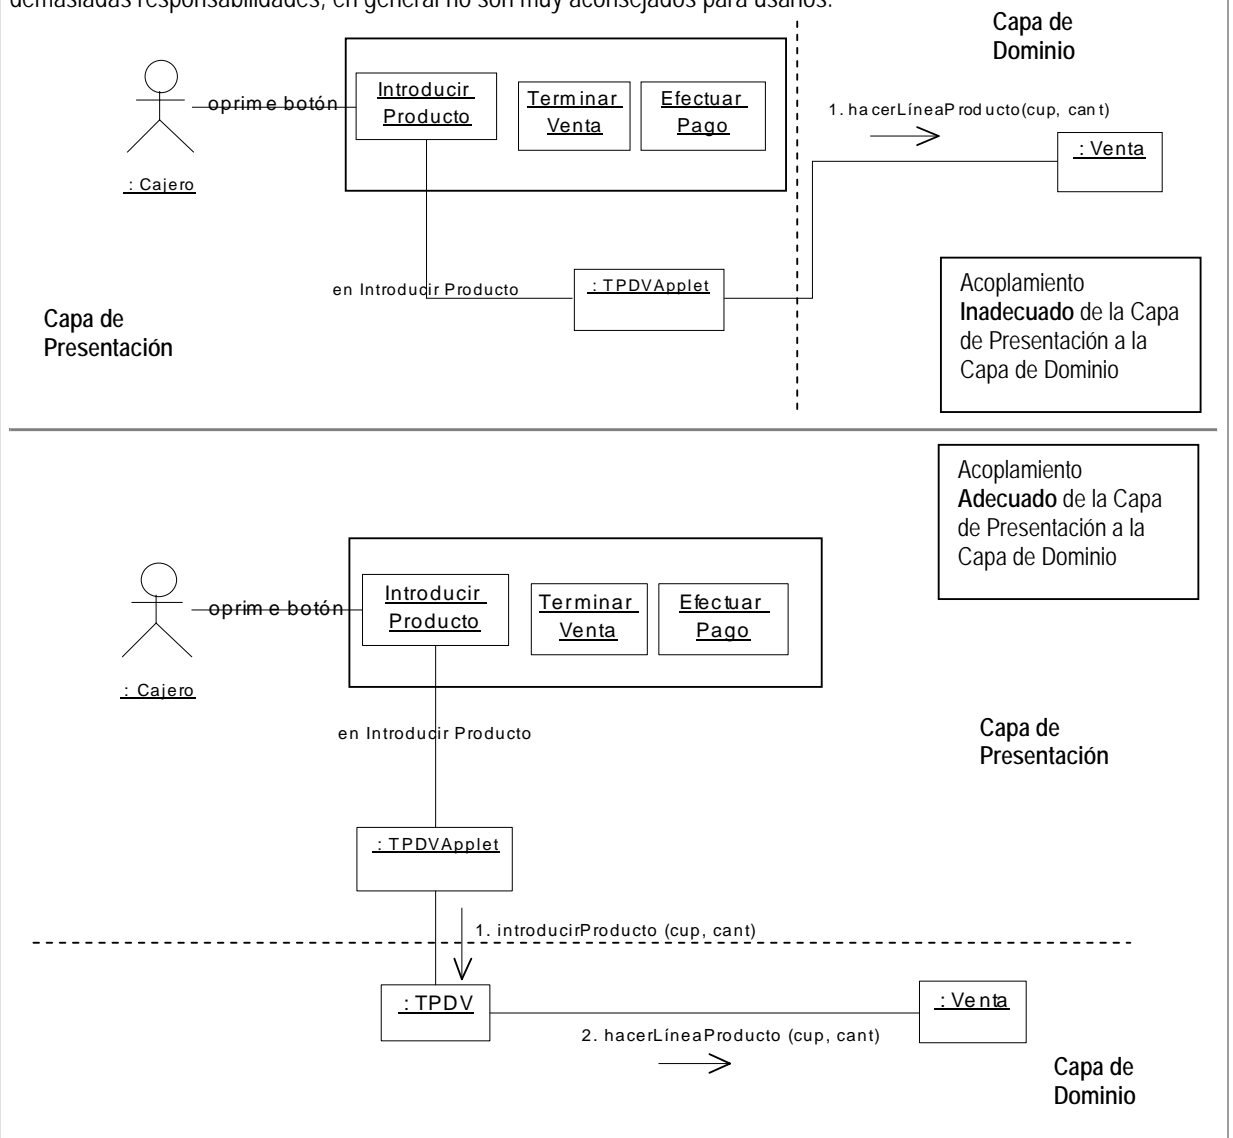 demasiadas responsabilidades, en general no son muy aconsejados para usarlos.
Capa de
Dominio
Introducir
Producto
Terminar
Venta
Efectuar
Pago
oprime botón
1. hacerLíneaProducto(cup, cant)
: Venta
: Cajero
en Introducir Producto
: TPDVApplet
Capa de
Presentación
Acoplamiento
Inadecuado de la Capa
de Presentación a la
Capa de Dominio
Acoplamiento
Adecuado de la Capa
de Presentación a la
Capa de Dominio
Introducir
Producto
Terminar
Venta
Efectuar
Pago
oprime botón
: Cajero
en Introducir Producto
Capa de
Presentación
: TPDVApplet
1. introducirProducto (cup, cant)
: TPDV
: Venta
2. hacerLíneaProducto (cup, cant)
Capa de
Dominio